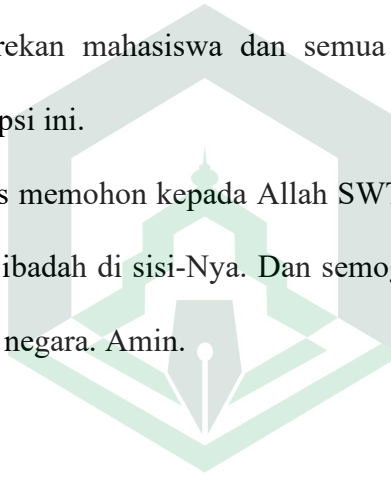 rekan mahasiswa dan semua
psi ini.
s memohon kepada Allah SWT
ibadah di sisi-Nya. Dan semog
negara. Amin.